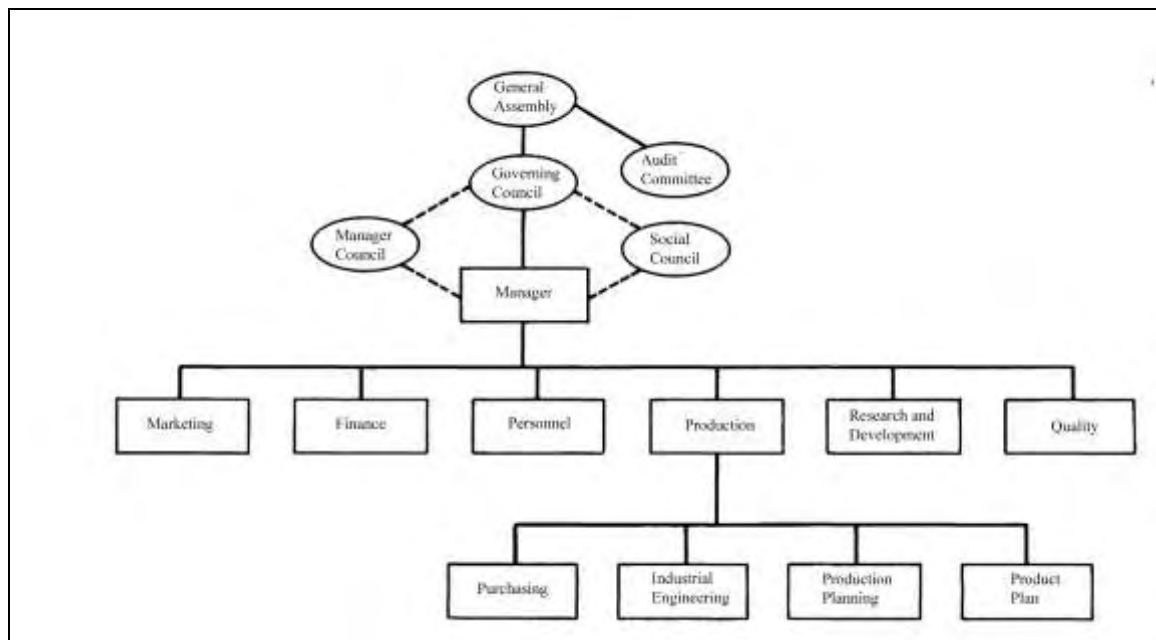 General
Assembly
Audit
Committee
Governing
Council
Manager
Council
Social
Council
Manager
Marketing
Finance
Personnel
Production
Research and
Development
Quality
Purchasing
Industrial
Engineering
Production
Planning
Product
Plan